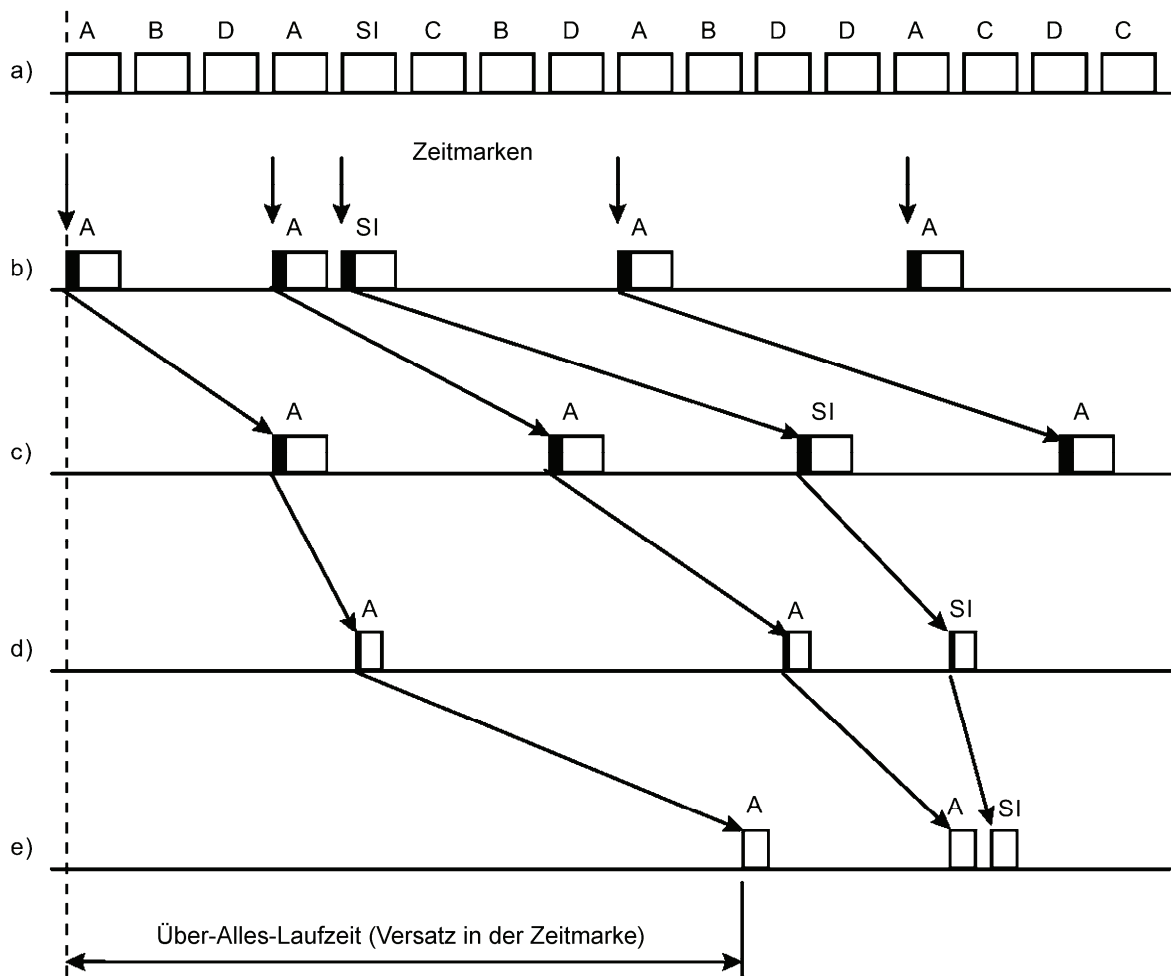 A B D A SI C B D A B D D A C D C
a)
Zeitmarken
A A SI A A
b)
A A SI A
c)
A A SI
d)
A A SI
e)
Über-Alles-Laufzeit (Versatz in der Zeitmarke)